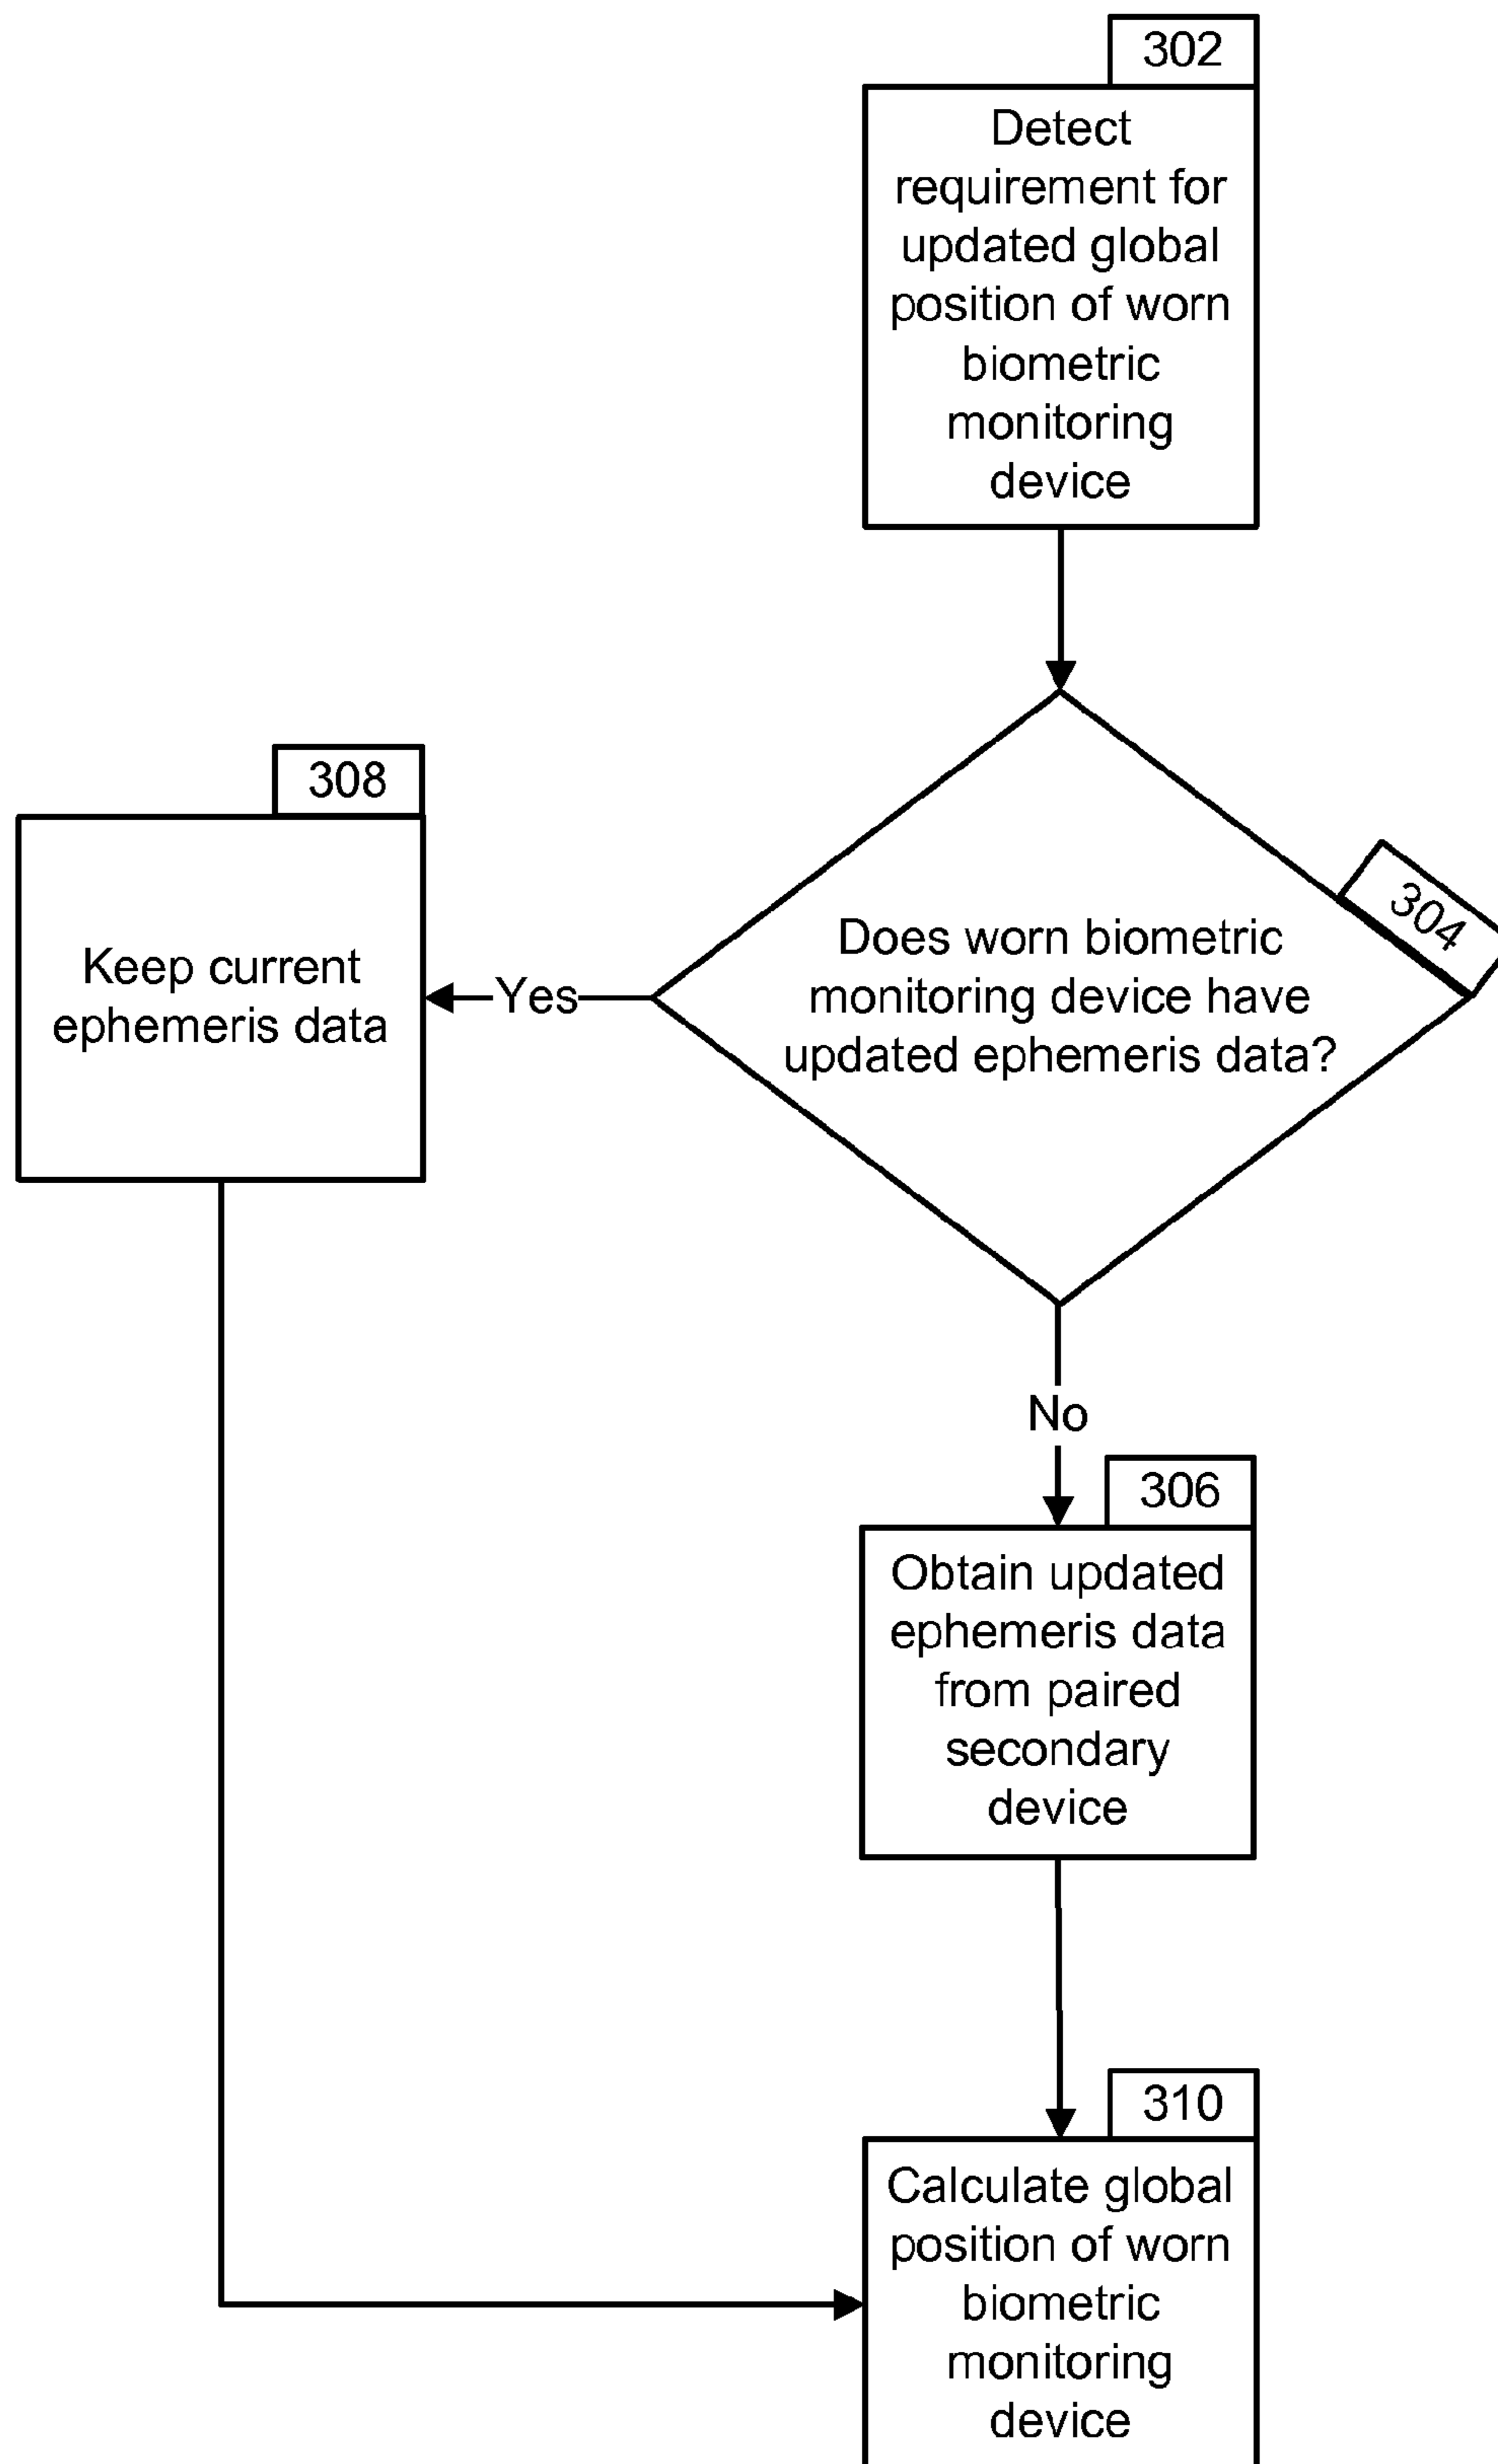 302
Detect
requirement for
updated global
position of worn
biometric
monitoring
device
304
Does worn biometric
monitoring device have
updated ephemeris data?
Yes
308
Keep current
ephemeris data
No
306
Obtain updated
ephemeris data
from paired
secondary
device
310
Calculate global
position of worn
biometric
monitoring
device